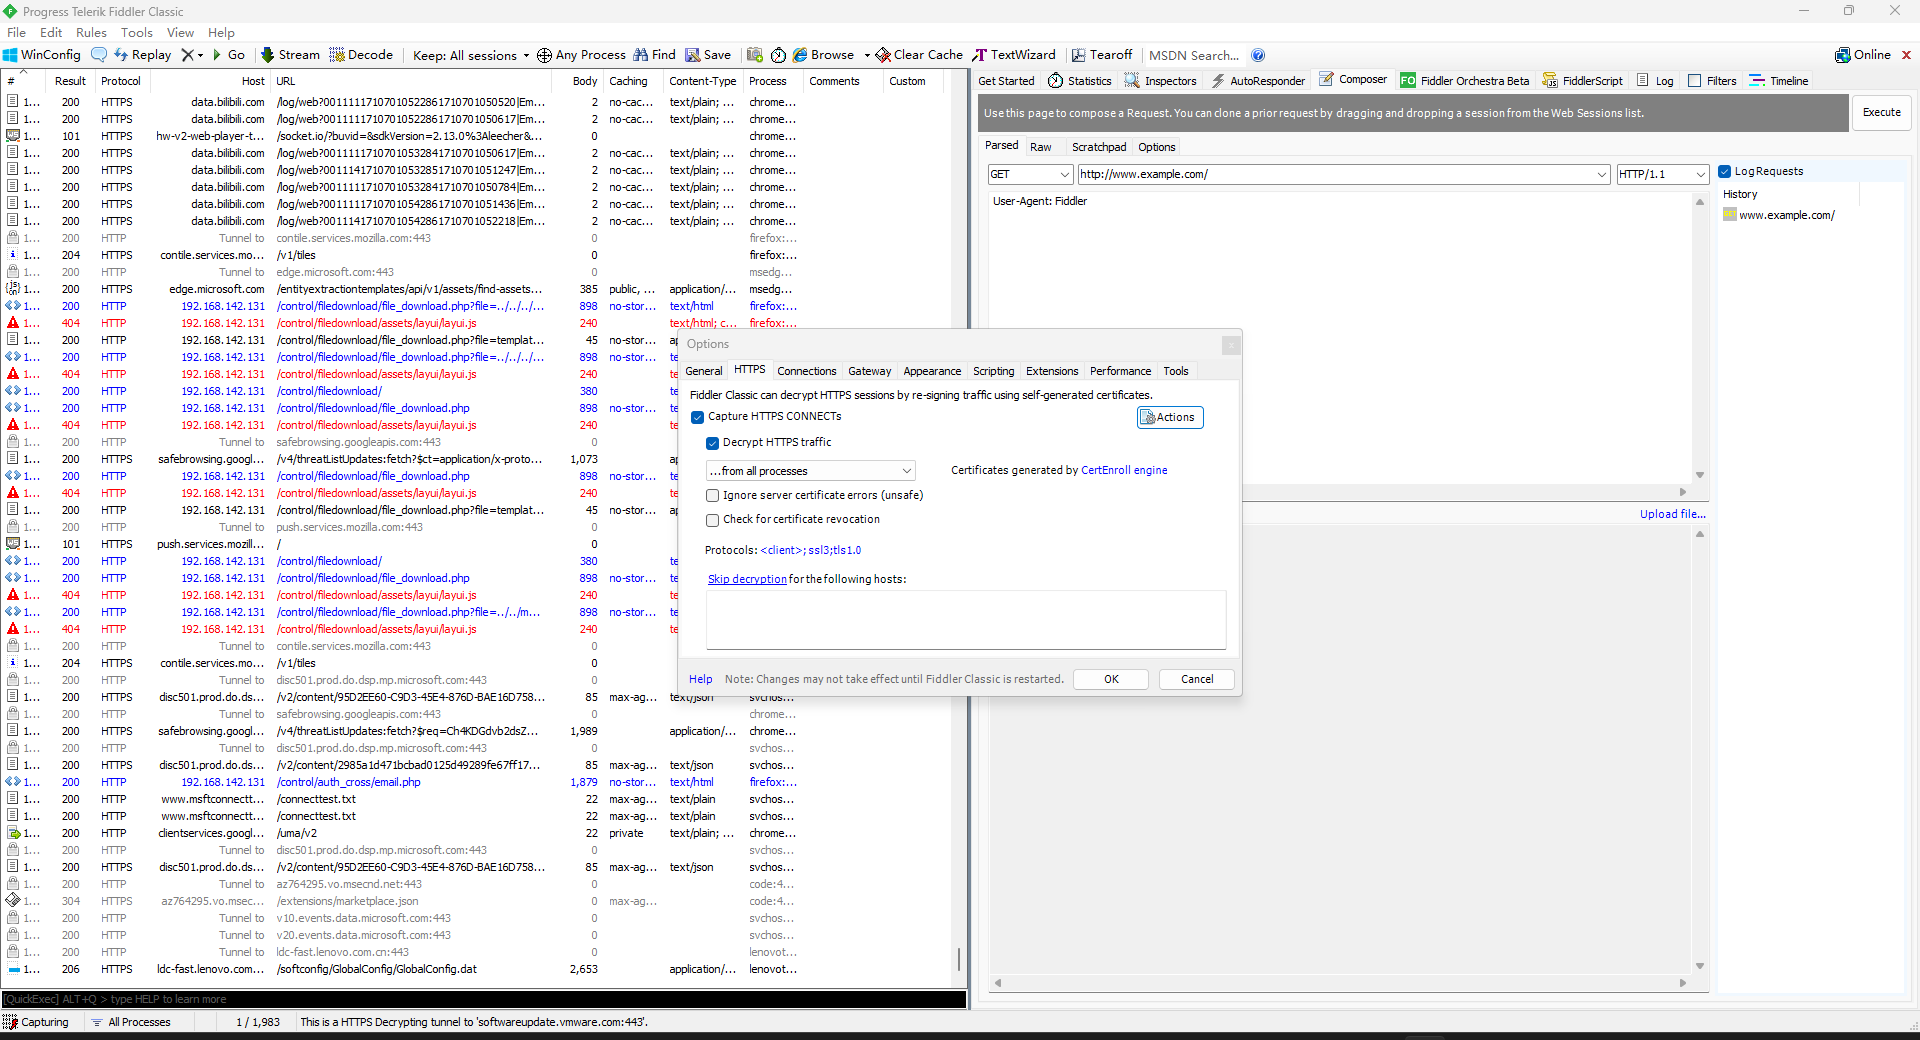 Progress Telerik Fiddler Classic
File Edit Rules Tools View Help
WinConfig Replay Go Stream Decode Keep: All sessions Any Process Find Save Browse Clear Cache TextWizard Tearoff MSDN Search... Online
# Result Protocol Host URL Body Caching Content-Type Process Comments Custom
1... 200 HTTPS data.bilibili.com /log/web?001111171070105228617107010505​20|Em... 2 no-cac... text/plain; ... chrome...
1... 200 HTTPS data.bilibili.com /log/web?00111117107010522861710701050617|Em... 2 no-cac... text/plain; ... chrome...
1... 101 HTTPS hw-v2-web-player-t... /socket.io/?buvid=&sdkVersion=2.13.0%3Aleecher&... 0 chrome...
1... 200 HTTPS data.bilibili.com /log/web?00111117107010532841710701050617|Em... 2 no-cac... text/plain; ... chrome...
1... 200 HTTPS data.bilibili.com /log/web?00111417107010532851710701051247|Em... 2 no-cac... text/plain; ... chrome...
1... 200 HTTPS data.bilibili.com /log/web?00111117107010532861710701050784|Em... 2 no-cac... text/plain; ... chrome...
1... 200 HTTPS data.bilibili.com /log/web?00111117107010542861710701051436|Em... 2 no-cac... text/plain; ... chrome...
1... 200 HTTPS data.bilibili.com /log/web?00111417107010542861710701052218|Em... 2 no-cac... text/plain; ... chrome...
1... 200 HTTP Tunnel to contile.services.mozilla.com:443 0 firefox:...
1... 204 HTTPS contile.services.mo... /v1/tiles 0 firefox:...
1... 200 HTTP Tunnel to edge.microsoft.com:443 0 msedg...
1... 200 HTTPS edge.microsoft.com /entityextractiontemplates/api/v1/assets/find-assets... 385 public, ... application/... msedg...
1... 200 HTTP 192.168.142.131 /control/filedownload/file_download.php?file=../../../... 898 no-stor... text/html firefox:...
1... 404 HTTP 192.168.142.131 /control/filedownload/assets/layui/layui.js 240 text/html; c... firefox:...
1... 200 HTTP 192.168.142.131 /control/filedownload/file_download.php?file=templat... 45 no-stor... ap
1... 200 HTTP 192.168.142.131 /control/filedownload/file_download.php?file=../../../... 898 no-stor... te
1... 404 HTTP 192.168.142.131 /control/filedownload/assets/layui/layui.js 240 te
1... 200 HTTP 192.168.142.131 /control/filedownload/ 380 te
1... 200 HTTP 192.168.142.131 /control/filedownload/file_download.php 898 no-stor... te
1... 404 HTTP 192.168.142.131 /control/filedownload/assets/layui/layui.js 240 te
1... 200 HTTP Tunnel to safebrowsing.googleapis.com:443 0
1... 200 HTTPS safebrowsing.googl... /v4/threatListUpdates:fetch?$ct=application/x-proto... 1,073 ap
1... 200 HTTP 192.168.142.131 /control/filedownload/file_download.php 898 no-stor... te
1... 404 HTTP 192.168.142.131 /control/filedownload/assets/layui/layui.js 240 te
1... 200 HTTP 192.168.142.131 /control/filedownload/file_download.php?file=templat... 45 no-stor... ap
1... 200 HTTP Tunnel to push.services.mozilla.com:443 0
1... 101 HTTPS push.services.mozill... / 0
1... 200 HTTP 192.168.142.131 /control/filedownload/ 380 te
1... 200 HTTP 192.168.142.131 /control/filedownload/file_download.php 898 no-stor... te
1... 404 HTTP 192.168.142.131 /control/filedownload/assets/layui/layui.js 240 te
1... 200 HTTP 192.168.142.131 /control/filedownload/file_download.php?file=../../m... 898 no-stor... te
1... 404 HTTP 192.168.142.131 /control/filedownload/assets/layui/layui.js 240 te
1... 200 HTTP Tunnel to contile.services.mozilla.com:443 0
1... 204 HTTPS contile.services.mo... /v1/tiles 0
1... 200 HTTP Tunnel to disc501.prod.do.dsp.mp.microsoft.com:443 0
1... 200 HTTPS disc501.prod.do.ds... /v2/content/95D2EE60-C9D3-45E4-876D-BAE16D758... 85 max-ag... text/json svchos...
1... 200 HTTP Tunnel to safebrowsing.googleapis.com:443 0 chrome...
1... 200 HTTPS safebrowsing.googl... /v4/threatListUpdates:fetch?$req=Ch4KDGdvb2dsZ... 1,989 application/... chrome...
1... 200 HTTP Tunnel to disc501.prod.do.dsp.mp.microsoft.com:443 0 svchos...
1... 200 HTTPS disc501.prod.do.ds... /v2/content/2985a1d471bcbad0125d49289fe67ff17... 85 max-ag... text/json svchos...
1... 200 HTTP 192.168.142.131 /control/auth_cross/email.php 1,879 no-stor... text/html firefox:...
1... 200 HTTP www.msftconnectt... /connecttest.txt 22 max-ag... text/plain svchos...
1... 200 HTTP www.msftconnectt... /connecttest.txt 22 max-ag... text/plain svchos...
1... 200 HTTP clientservices.googl... /uma/v2 22 private text/plain; ... chrome...
1... 200 HTTP Tunnel to disc501.prod.do.dsp.mp.microsoft.com:443 0 svchos...
1... 200 HTTPS disc501.prod.do.ds... /v2/content/95D2EE60-C9D3-45E4-876D-BAE16D758... 85 max-ag... text/json svchos...
1... 200 HTTP Tunnel to az764295.vo.msecnd.net:443 0 code:4...
1... 304 HTTPS az764295.vo.msec... /extensions/marketplace.json 0 max-ag... code:4...
1... 200 HTTP Tunnel to v10.events.data.microsoft.com:443 0 svchos...
1... 200 HTTP Tunnel to v20.events.data.microsoft.com:443 0 svchos...
1... 200 HTTP Tunnel to ldc-fast.lenovo.com.cn:443 0 lenovot...
1... 206 HTTPS ldc-fast.lenovo.com... /softconfig/GlobalConfig/GlobalConfig.dat 2,653 application/... lenovot...
[QuickExec] ALT+Q > type HELP to learn more
Capturing All Processes 1 / 1,983 This is a HTTPS Decrypting tunnel to 'softwareupdate.vmware.com:443'.
Get Started Statistics Inspectors AutoResponder Composer FO Fiddler Orchestra Beta FiddlerScript Log Filters Timeline
Use this page to compose a Request. You can clone a prior request by dragging and dropping a session from the Web Sessions list.
Execute
Parsed Raw Scratchpad Options
GET http://www.example.com/ HTTP/1.1
Log Requests
User-Agent: Fiddler
History
GET www.example.com/
Upload file...
Options
General HTTPS Connections Gateway Appearance Scripting Extensions Performance Tools
Fiddler Classic can decrypt HTTPS sessions by re-signing traffic using self-generated certificates.
Capture HTTPS CONNECTs
Actions
Decrypt HTTPS traffic
...from all processes
Certificates generated by CertEnroll engine
Ignore server certificate errors (unsafe)
Check for certificate revocation
Protocols: <client>;ssl3;tls1.0
Skip decryption for the following hosts:
Help Note: Changes may not take effect until Fiddler Classic is restarted. OK Cancel